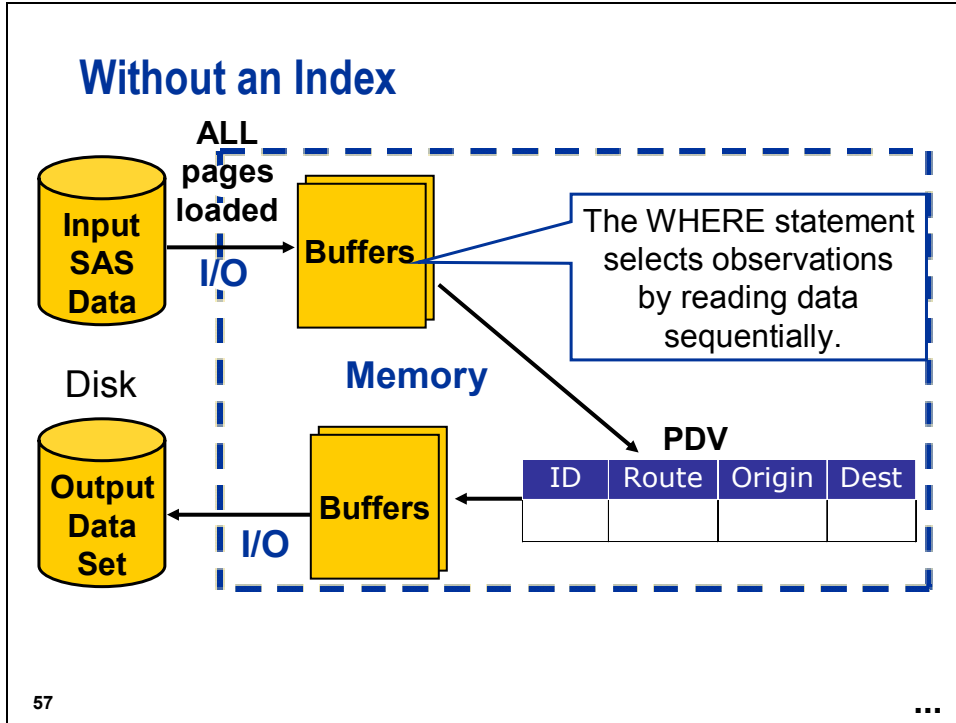 Without an Index
ALL
pages
loaded
Input
SAS
Data
I/O
Buffers
The WHERE statement
selects observations
by reading data
sequentially.
Disk
Memory
PDV
ID Route Origin Dest
Output
Data
Set
I/O
Buffers
57
...